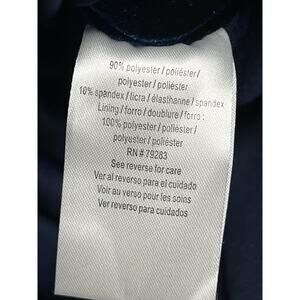 90% polyester / poliéster /
polyester / poliéster
10% spandex / licra / élasthanne / spandex
Lining / forro / doublure / forro :
100% polyester / poliéster /
polyester / poliéster
RN # 79283
See reverse for care
Ver al reverso para el cuidado
Voir au verso pour les soins
Ver reverso para cuidados